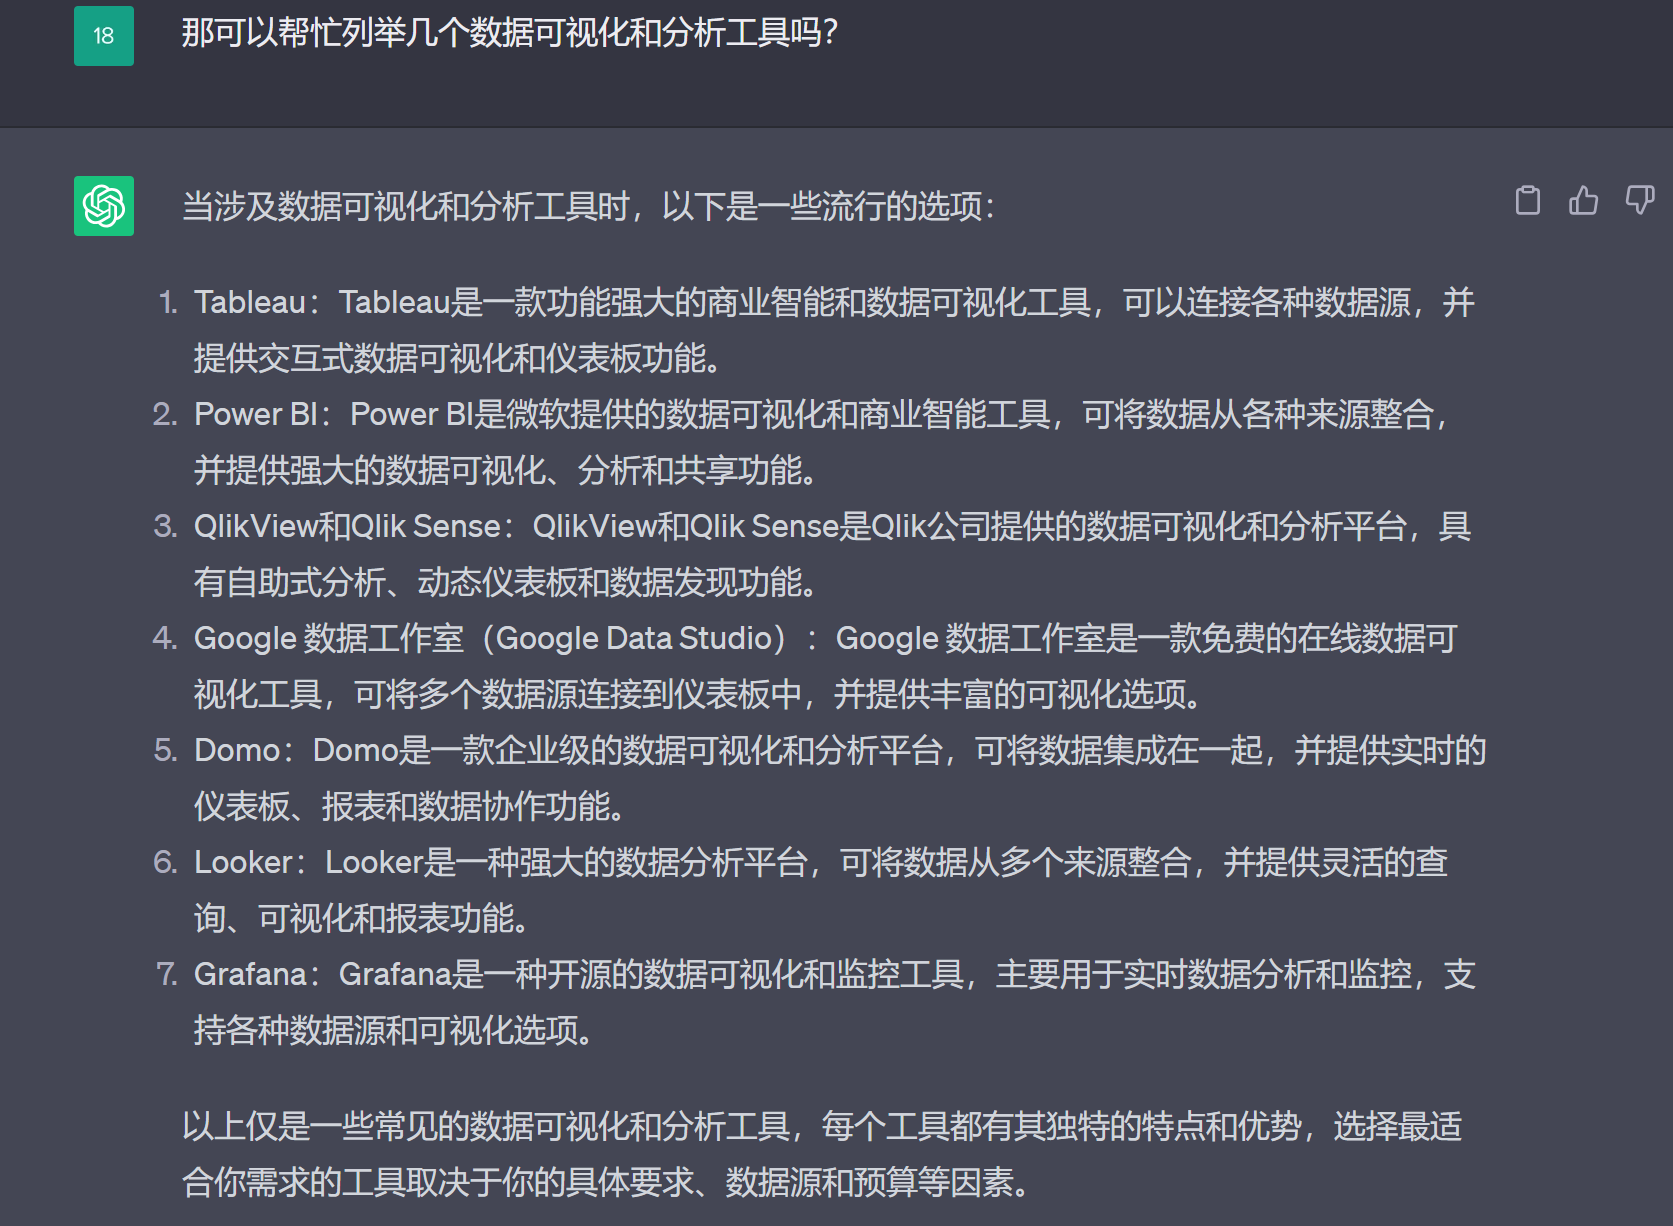 18
那可以帮忙列举几个数据可视化和分析工具吗？
当涉及数据可视化和分析工具时，以下是一些流行的选项：
1. Tableau：Tableau是一款功能强大的商业智能和数据可视化工具，可以连接各种数据源，并
提供交互式数据可视化和仪表板功能。
2. Power BI：Power BI是微软提供的数据可视化和商业智能工具，可将数据从各种来源整合，
并提供强大的数据可视化、分析和共享功能。
3. QlikView和Qlik Sense：QlikView和Qlik Sense是Qlik公司提供的数据可视化和分析平台，具
有自助式分析、动态仪表板和数据发现功能。
4. Google 数据工作室（Google Data Studio）：Google 数据工作室是一款免费的在线数据可
视化工具，可将多个数据源连接到仪表板中，并提供丰富的可视化选项。
5. Domo：Domo是一款企业级的数据可视化和分析平台，可将数据集成在一起，并提供实时的
仪表板、报表和数据协作功能。
6. Looker：Looker是一种强大的数据分析平台，可将数据从多个来源整合，并提供灵活的查
询、可视化和报表功能。
7. Grafana：Grafana是一种开源的数据可视化和监控工具，主要用于实时数据分析和监控，支
持各种数据源和可视化选项。
以上仅是一些常见的数据可视化和分析工具，每个工具都有其独特的特点和优势，选择最适
合你需求的工具取决于你的具体要求、数据源和预算等因素。